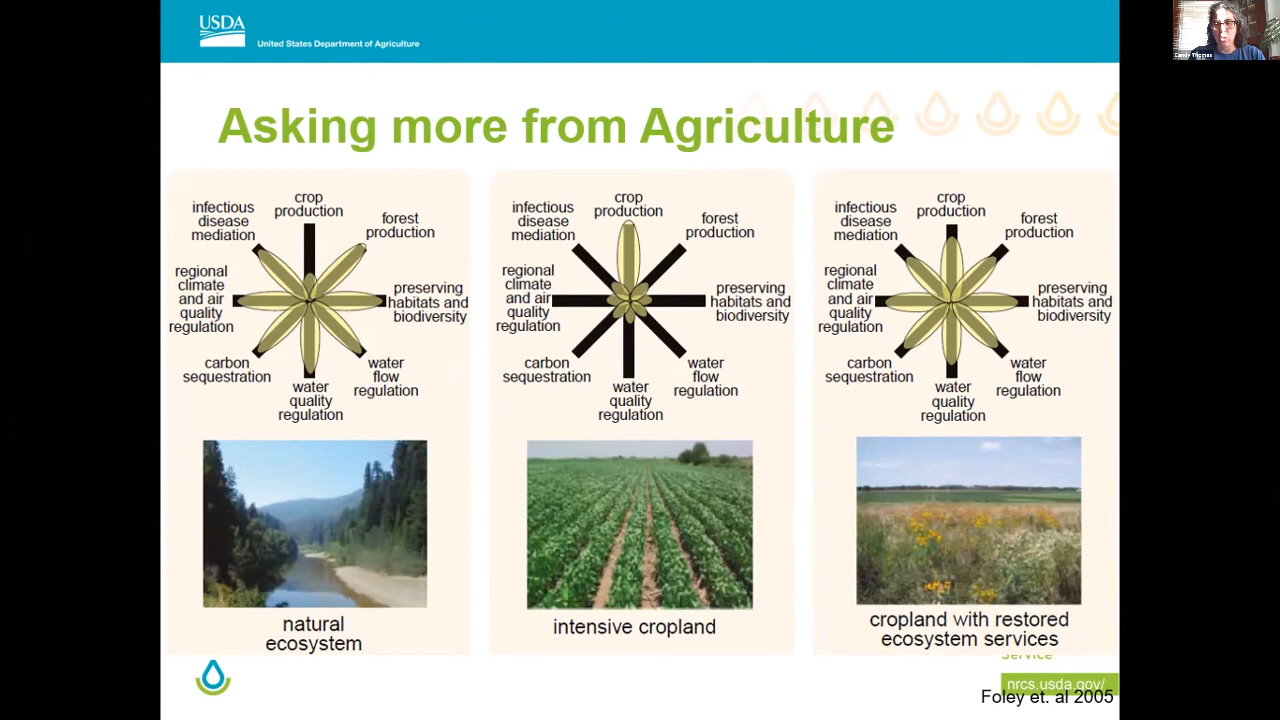 USDA
United States Department of Agriculture
Candy Thomas
Asking more from Agriculture
crop
production
infectious
disease
mediation
forest
production
regional
climate
and air
quality
regulation
preserving
habitats and
biodiversity
carbon
sequestration
water
flow
regulation
water
quality
regulation
natural
ecosystem
crop
production
infectious
disease
mediation
forest
production
regional
climate
and air
quality
regulation
preserving
habitats and
biodiversity
carbon
sequestration
water
flow
regulation
water
quality
regulation
intensive cropland
crop
production
infectious
disease
mediation
forest
production
regional
climate
and air
quality
regulation
preserving
habitats and
biodiversity
carbon
sequestration
water
flow
regulation
water
quality
regulation
cropland with restored
ecosystem services
Service
nrcs.usda.gov/
Foley et. al 2005